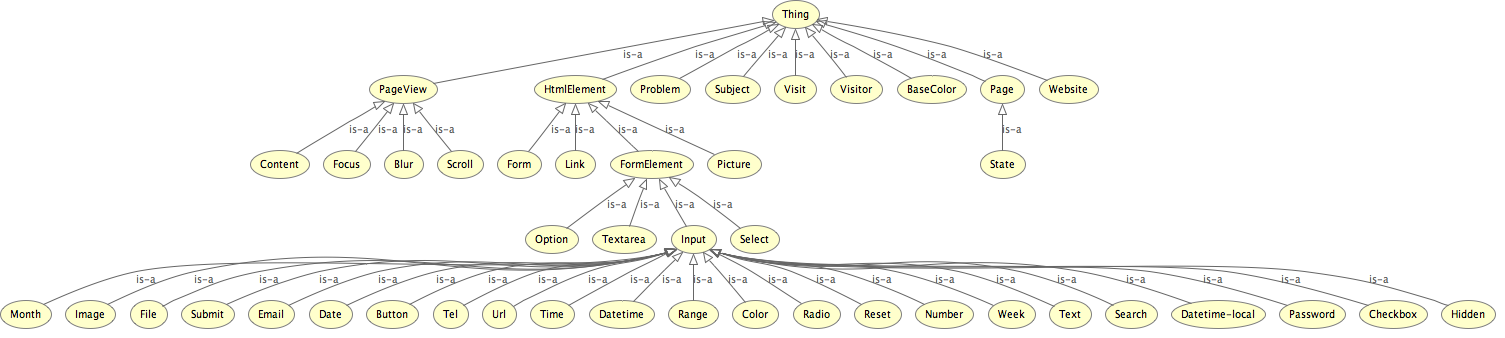 Thing
is-a is-a is-a is-a is-a is-a is-a is-a is-a
PageView HtmlElement Problem Subject Visit Visitor BaseColor Page Website
is-a is-a is-a is-a is-a is-a is-a is-a is-a
Content Focus Blur Scroll Form Link FormElement Picture State
is-a is-a is-a is-a
Option Textarea Input Select
is-a is-a is-a is-a is-a is-a is-a is-a is-a is-a is-a is-a is-a is-a is-a is-a is-a is-a is-a is-a is-a is-a is-a
Month Image File Submit Email Date Button Tel Url Time Datetime Range Color Radio Reset Number Week Text Search Datetime-local Password Checkbox Hidden